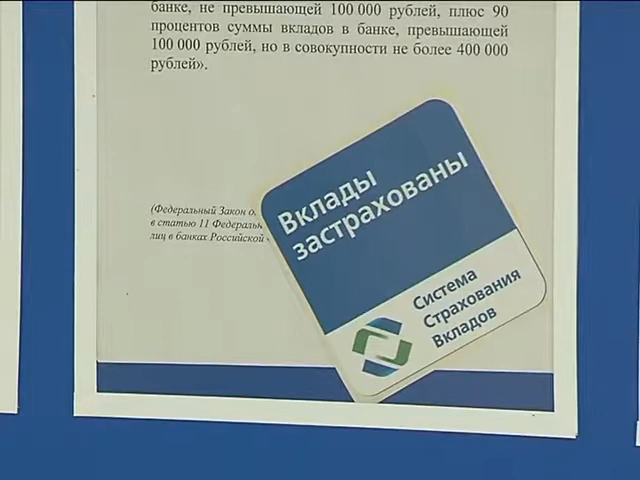 банке, не превышающей 100 000 рублей, плюс 90
процентов суммы вкладов в банке, превышающей
100 000 рублей, но в совокупности не более 400 000
рублей».
(Федеральный Закон о
в статью 11 Федеральн
лиц в банках Российской
Вклады
застрахованы
Система
Страхования
Вкладов